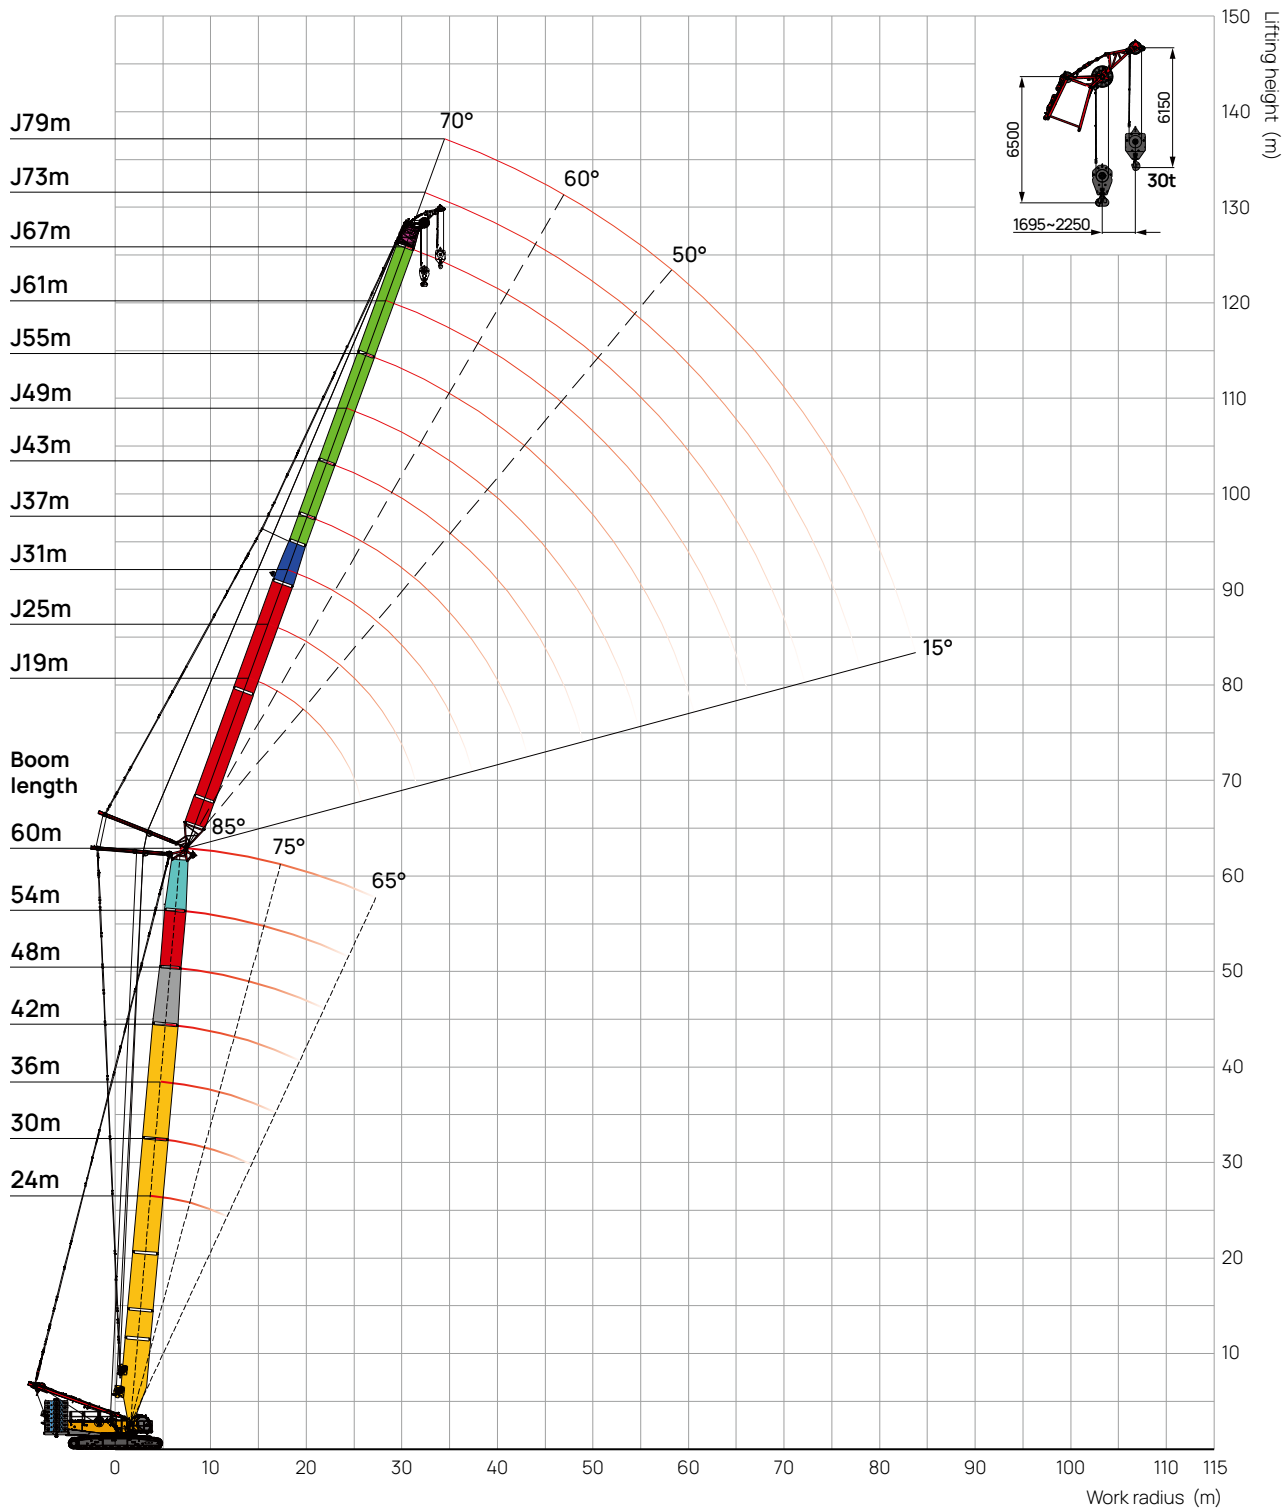 150
Lifting height (m)
140
130
120
110
100
90
80
70
60
50
40
30
20
10
6500
6150
30t
1695~2250
J79m
J73m
J67m
J61m
J55m
J49m
J43m
J37m
J31m
J25m
J19m
Boom
length
60m
54m
48m
42m
36m
30m
24m
70°
60°
50°
15°
85°
75°
65°
0 10 20 30 40 50 60 70 80 90 100 110 115
Work radius (m)